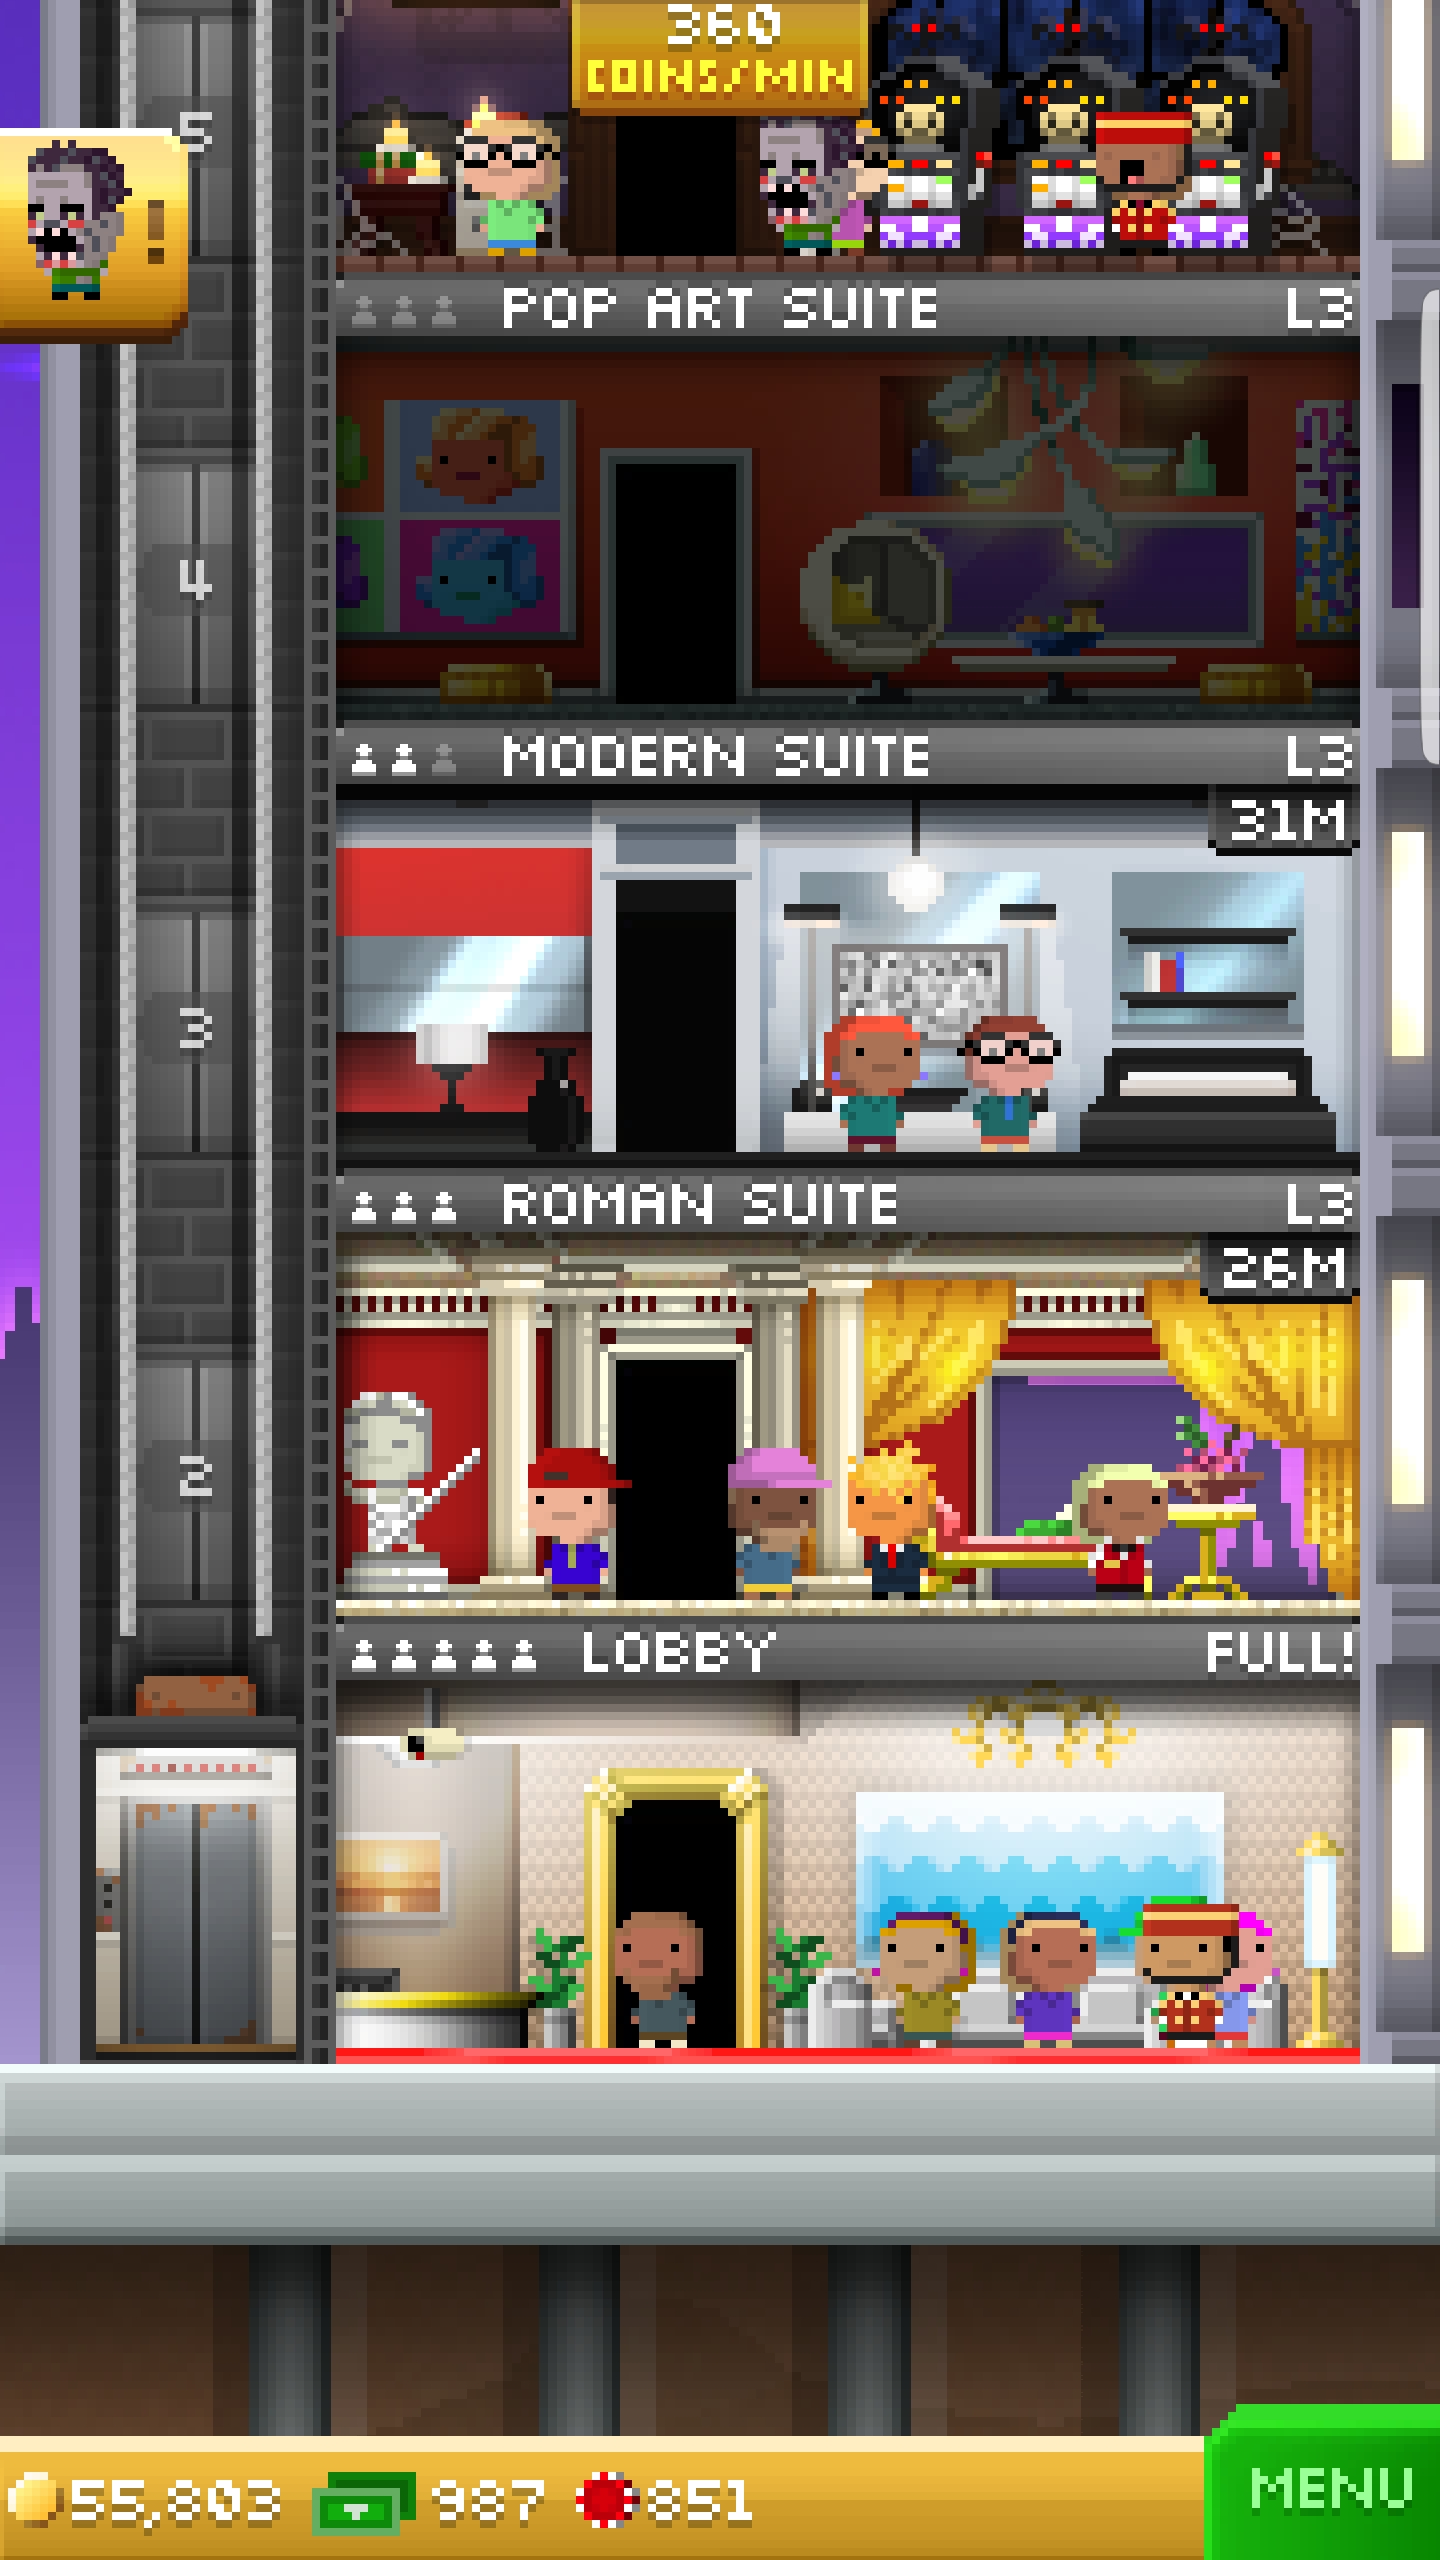 360
COINS/MIN
5
!
POP ART SUITE L3
4
MODERN SUITE L3
31M
3
ROMAN SUITE L3
26M
2
LOBBY FULL!
55,803 987 851
MENU